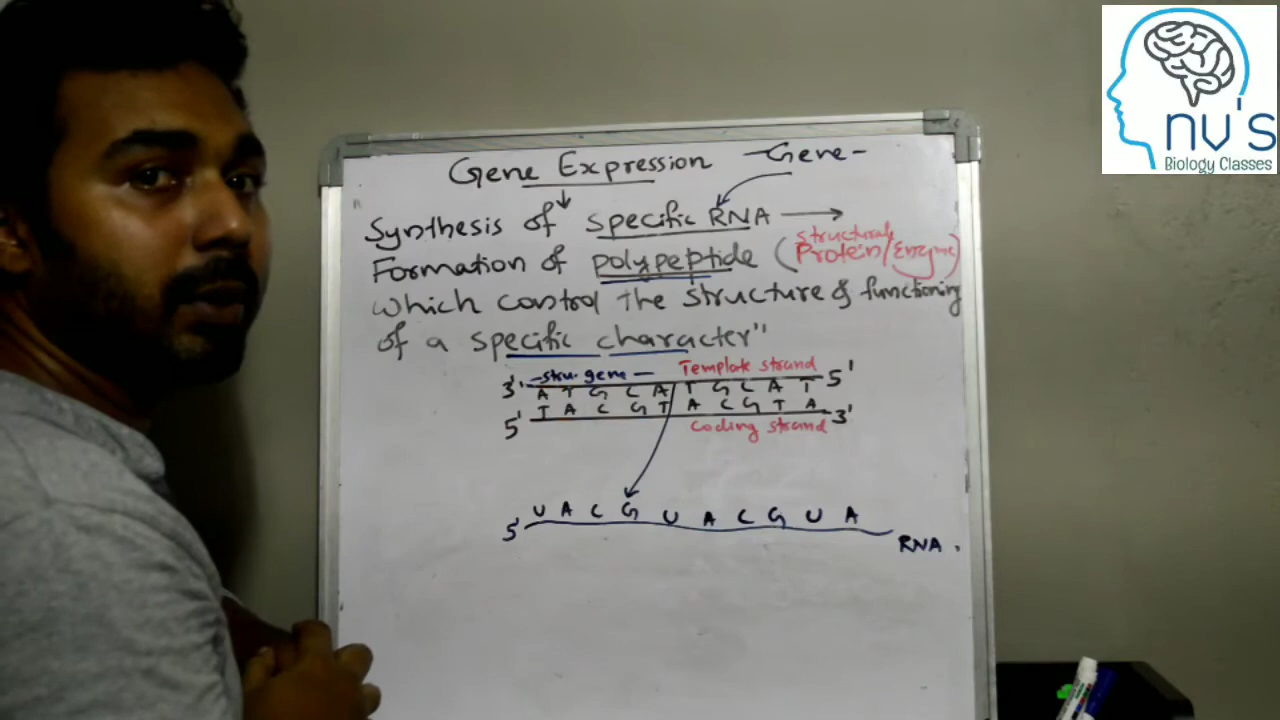 nv's
Biology Classes
Gene Expression -Gene-
Synthesis of specific RNA →
Formation of polypeptide (structural Protein/Enzyme)
which control the structure & functioning
of a specific character"
3' -stru. gene- Template strand 5'
A T G C A T G C A T
T A C G T A C G T A
5' Coding strand 3'
5' U A C G U A C G U A
RNA.